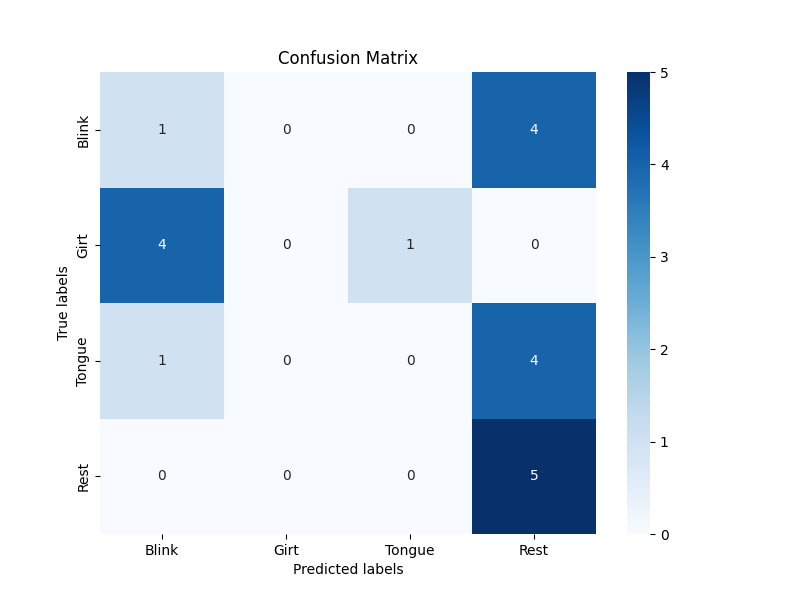 Confusion Matrix
Blink
1 0 0 4
Girt
4 0 1 0
Tongue
1 0 0 4
Rest
0 0 0 5
True labels
Blink Girt Tongue Rest
Predicted labels
5
4
3
2
1
0